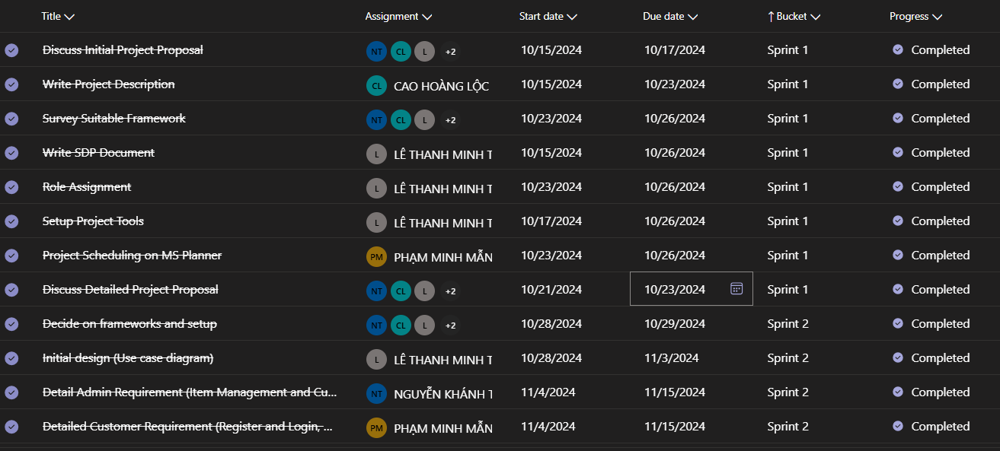 Title Assignment Start date Due date ↑ Bucket Progress
Discuss Initial Project Proposal NT CL L +2 10/15/2024 10/17/2024 Sprint 1 Completed
Write Project Description CL CAO HOÀNG LỘC 10/15/2024 10/23/2024 Sprint 1 Completed
Survey Suitable Framework NT CL L +2 10/23/2024 10/26/2024 Sprint 1 Completed
Write SDP Document L LÊ THANH MINH T 10/15/2024 10/26/2024 Sprint 1 Completed
Role Assignment L LÊ THANH MINH T 10/23/2024 10/26/2024 Sprint 1 Completed
Setup Project Tools L LÊ THANH MINH T 10/17/2024 10/26/2024 Sprint 1 Completed
Project Scheduling on MS Planner PM PHẠM MINH MẪN 10/23/2024 10/26/2024 Sprint 1 Completed
Discuss Detailed Project Proposal NT CL L +2 10/21/2024 10/23/2024 Sprint 1 Completed
Decide on frameworks and setup NT CL L +2 10/28/2024 10/29/2024 Sprint 2 Completed
Initial design (Use case diagram) L LÊ THANH MINH T 10/28/2024 11/3/2024 Sprint 2 Completed
Detail Admin Requirement (Item Management and Cu... NT NGUYỄN KHÁNH T 11/4/2024 11/15/2024 Sprint 2 Completed
Detailed Customer Requirement (Register and Login, ... PM PHẠM MINH MẪN 11/4/2024 11/15/2024 Sprint 2 Completed